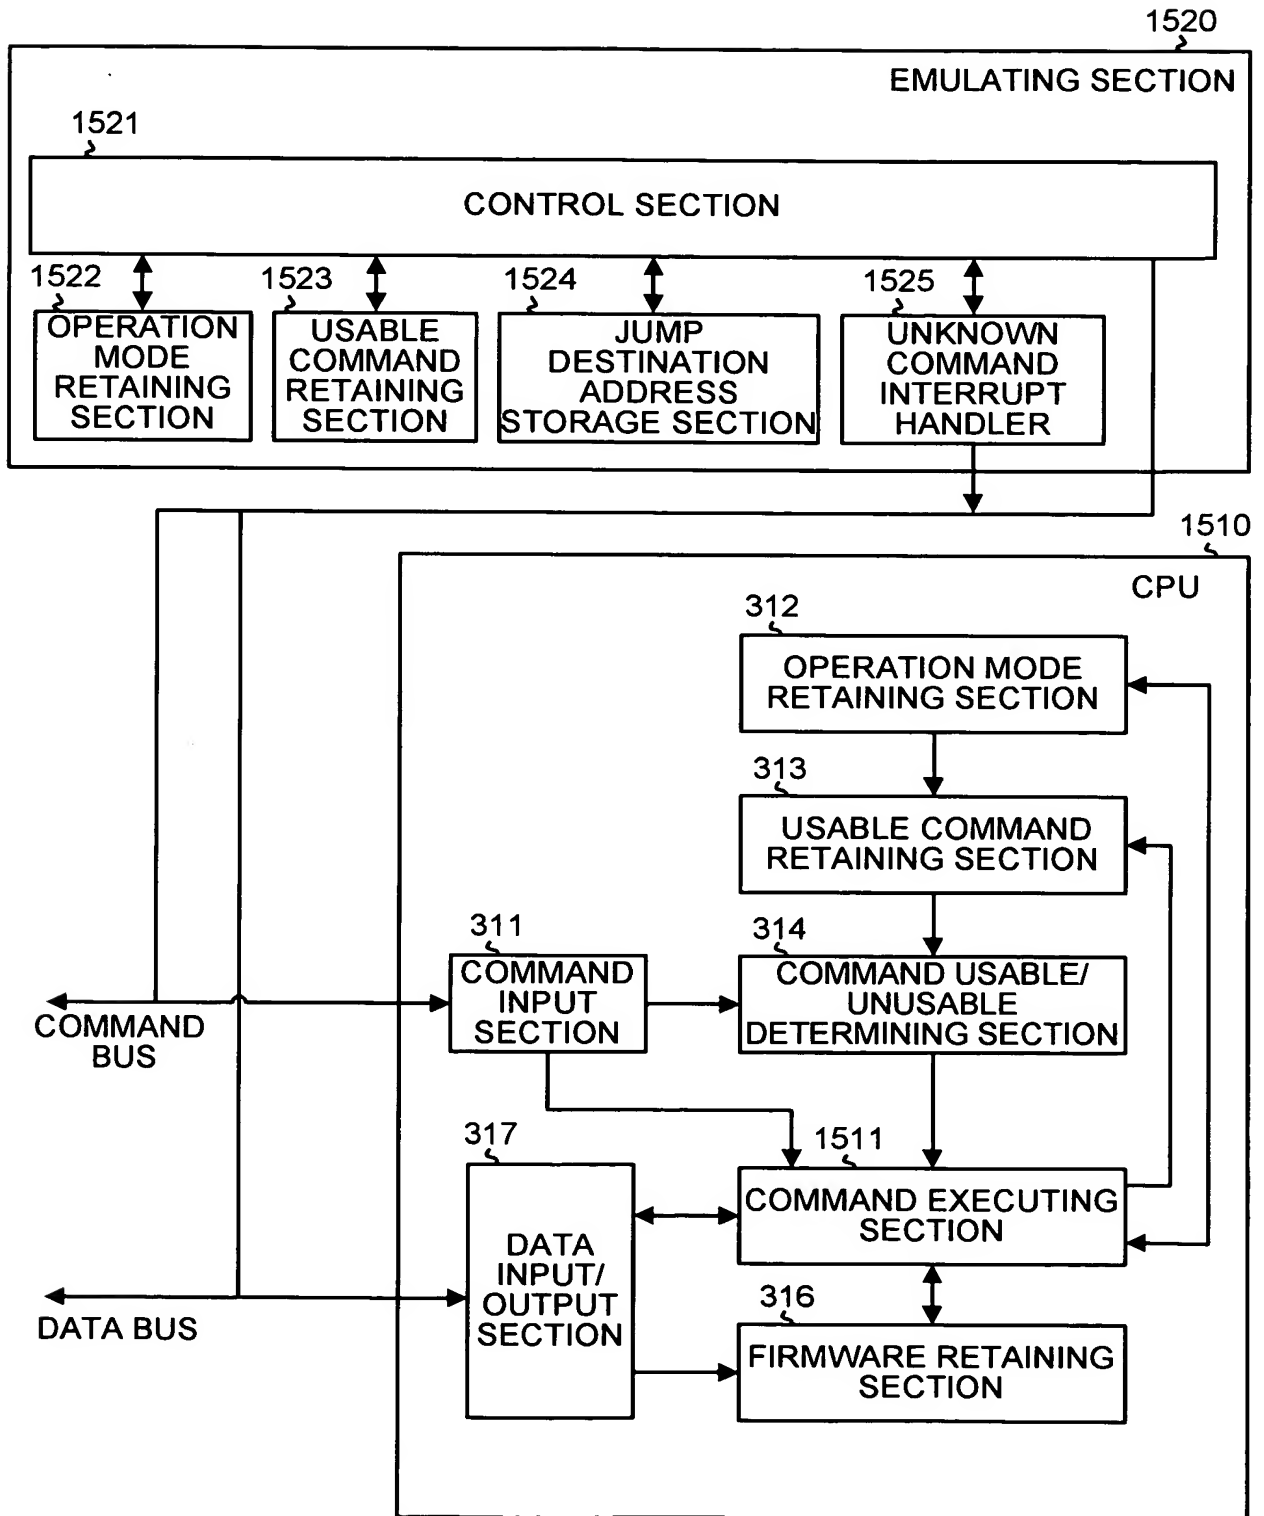 1520
EMULATING SECTION
1521
CONTROL SECTION
1522
OPERATION
MODE
RETAINING
SECTION
1523
USABLE
COMMAND
RETAINING
SECTION
1524
JUMP
DESTINATION
ADDRESS
STORAGE SECTION
1525
UNKNOWN
COMMAND
INTERRUPT
HANDLER
1510
CPU
312
OPERATION MODE
RETAINING SECTION
313
USABLE COMMAND
RETAINING SECTION
311
COMMAND
INPUT
SECTION
314
COMMAND USABLE/
UNUSABLE
DETERMINING SECTION
COMMAND
BUS
317
DATA
INPUT/
OUTPUT
SECTION
1511
COMMAND EXECUTING
SECTION
DATA BUS
316
FIRMWARE RETAINING
SECTION